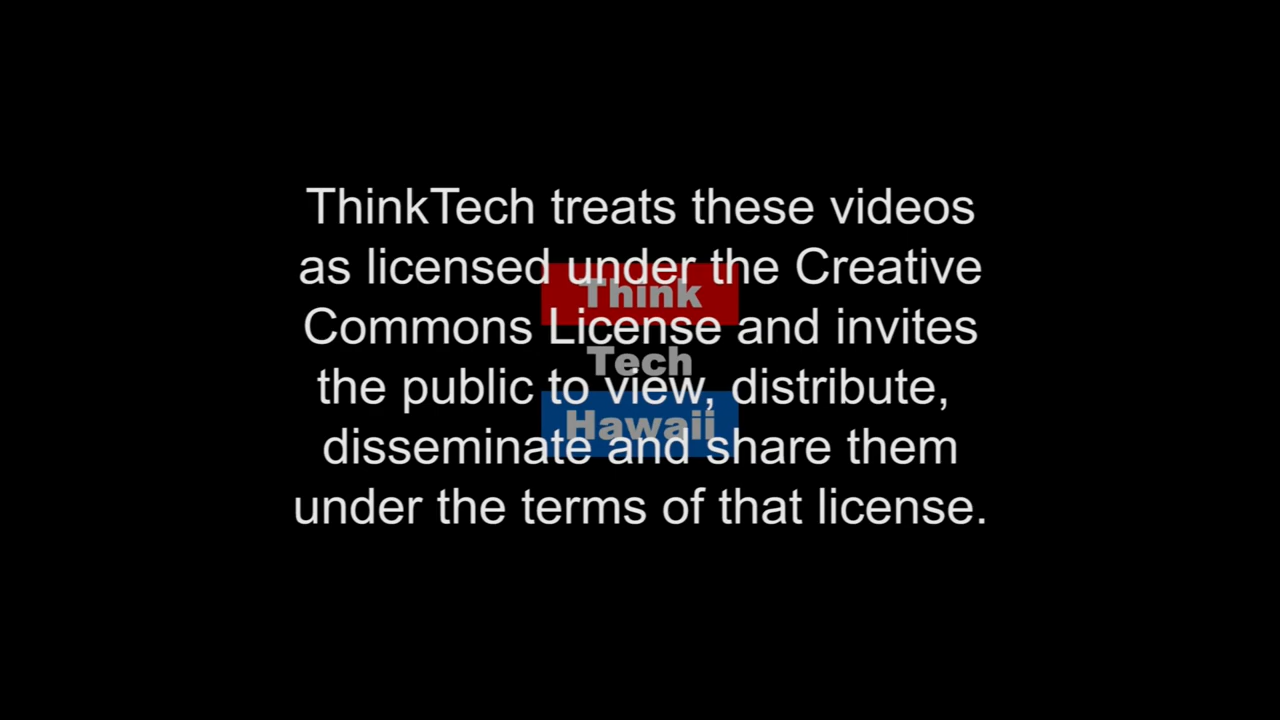 ThinkTech treats these videos
as licensed under the Creative
Commons License and invites
the public to view, distribute,
disseminate and share them
under the terms of that license.
Think
Tech
Hawaii